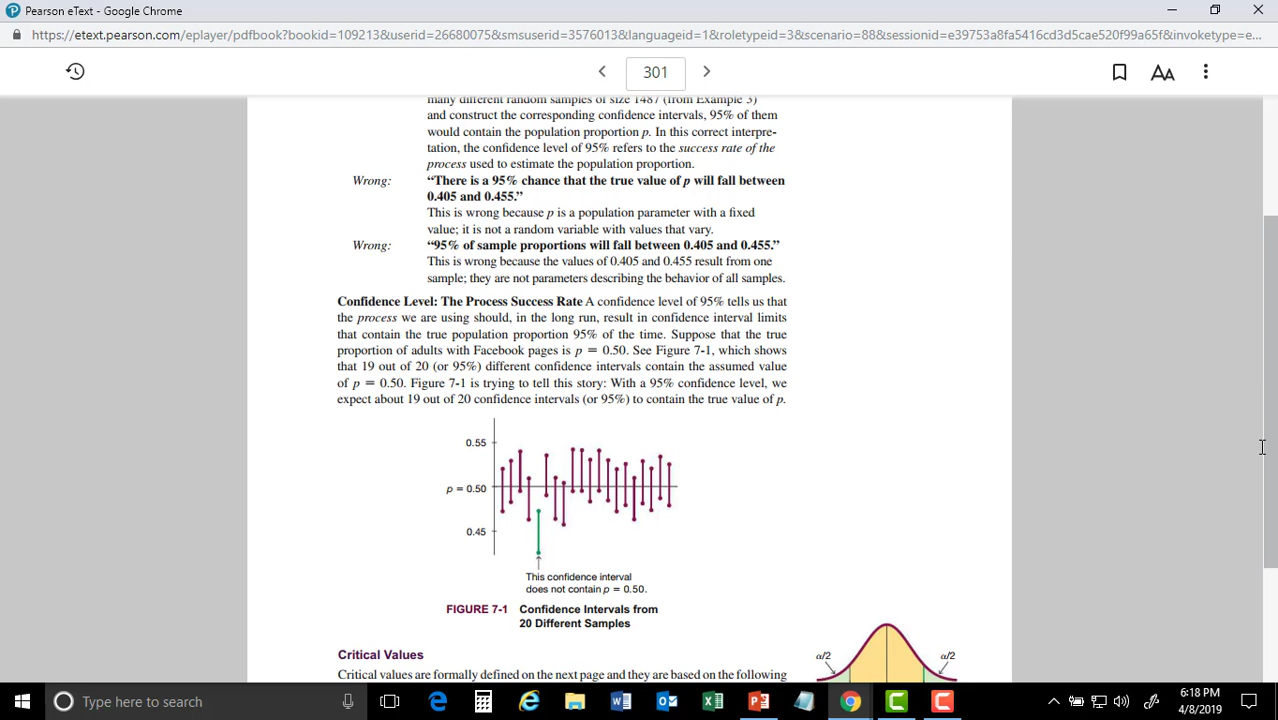 Pearson eText - Google Chrome
https://etext.pearson.com/eplayer/pdfbook?bookid=109213&userid=26680075&smsuserid=3576013&languageid=1&roletypeid=3&scenario=88&sessionid=e39753a8fa5416cd3d5cae520f99a65f&invoketype=e...
301
AA
many different random samples of size 1487 (from Example 3)
and construct the corresponding confidence intervals, 95% of them
would contain the population proportion p. In this correct interpre-
tation, the confidence level of 95% refers to the success rate of the
process used to estimate the population proportion.
Wrong: “There is a 95% chance that the true value of p will fall between
0.405 and 0.455.”
This is wrong because p is a population parameter with a fixed
value; it is not a random variable with values that vary.
Wrong: “95% of sample proportions will fall between 0.405 and 0.455.”
This is wrong because the values of 0.405 and 0.455 result from one
sample; they are not parameters describing the behavior of all samples.
Confidence Level: The Process Success Rate A confidence level of 95% tells us that
the process we are using should, in the long run, result in confidence interval limits
that contain the true population proportion 95% of the time. Suppose that the true
proportion of adults with Facebook pages is p = 0.50. See Figure 7-1, which shows
that 19 out of 20 (or 95%) different confidence intervals contain the assumed value
of p = 0.50. Figure 7-1 is trying to tell this story: With a 95% confidence level, we
expect about 19 out of 20 confidence intervals (or 95%) to contain the true value of p.
0.55
p = 0.50
0.45
This confidence interval
does not contain p = 0.50.
FIGURE 7-1 Confidence Intervals from
20 Different Samples
Critical Values
α/2 α/2
Critical values are formally defined on the next page and they are based on the following
Type here to search
6:18 PM
4/8/2019